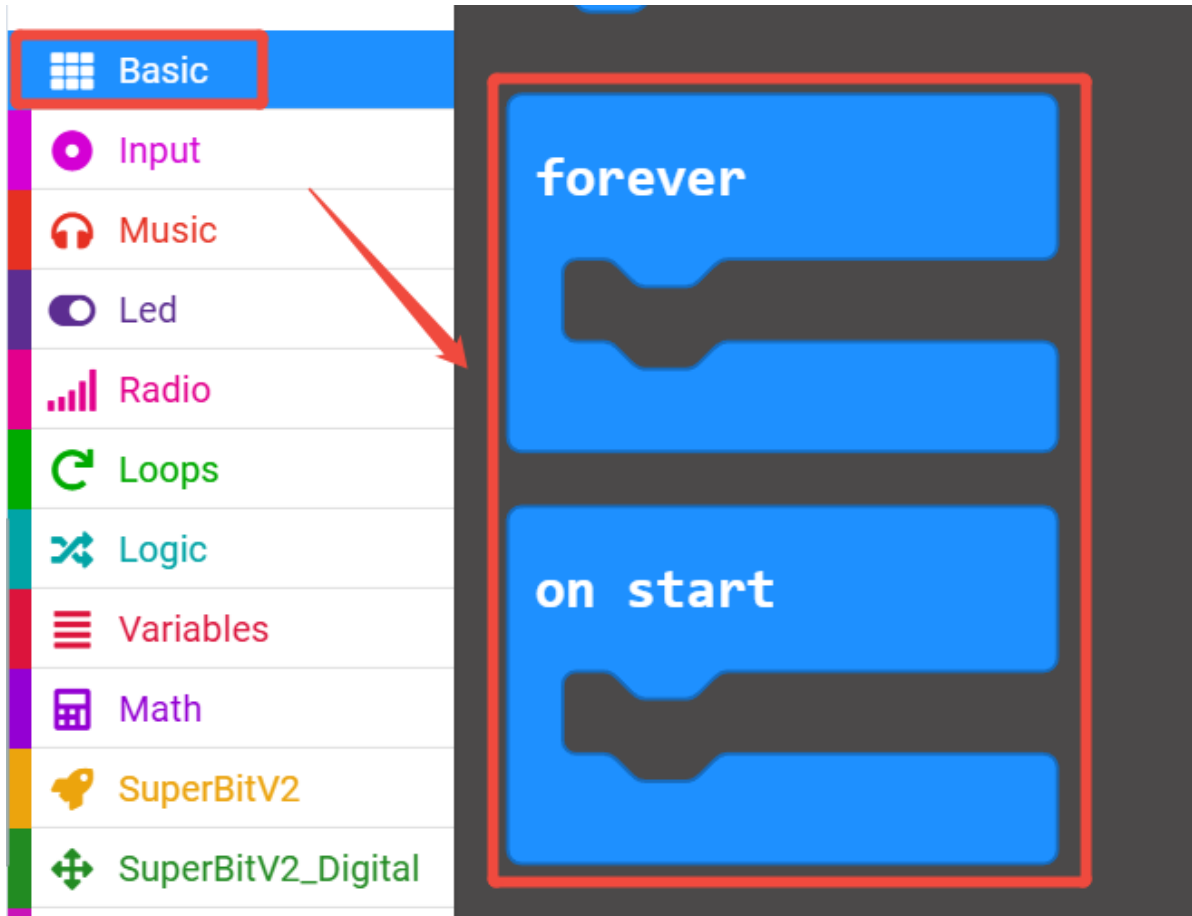 Basic
Input
Music
Led
Radio
Loops
Logic
Variables
Math
SuperBitV2
SuperBitV2_Digital
forever
on start